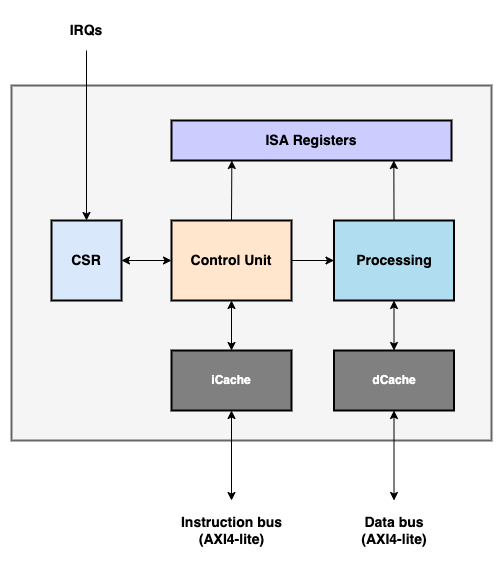 IRQs
ISA Registers
CSR
Control Unit
Processing
iCache
dCache
Instruction bus
(AXI4-lite)
Data bus
(AXI4-lite)